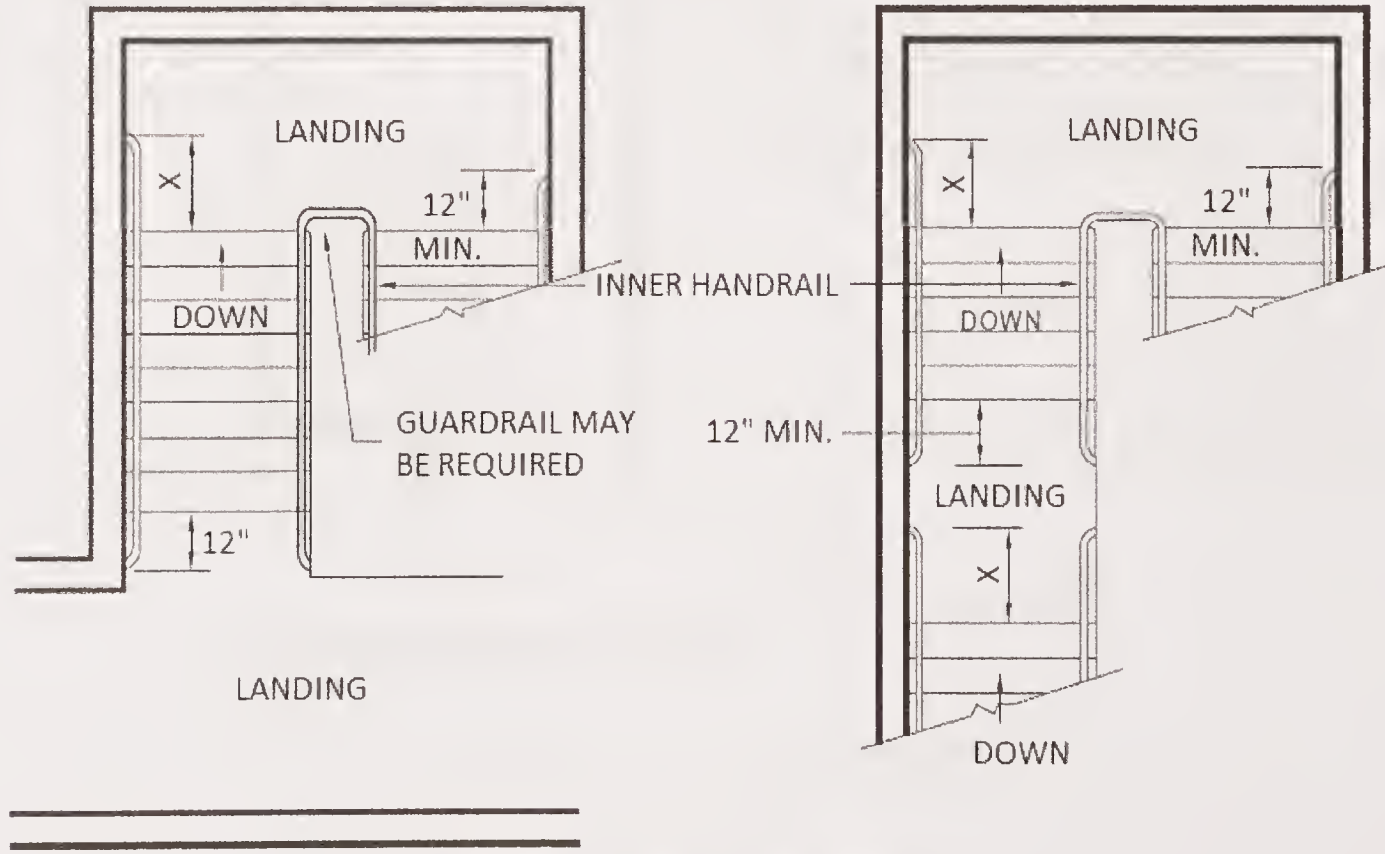 LANDING
X
12"
MIN.
DOWN
GUARDRAIL MAY
BE REQUIRED
12"
LANDING
INNER HANDRAIL
LANDING
X
12"
MIN.
DOWN
12" MIN.
LANDING
X
DOWN